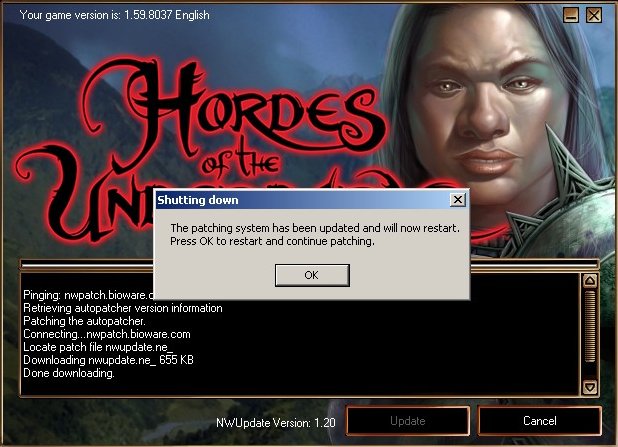 Your game version is: 1.59.8037 English
HORDES
OF THE
Shutting down
The patching system has been updated and will now restart.
Press OK to restart and continue patching.
OK
Pinging: nwpatch.bioware.
Retrieving autopatcher version information
Patching the autopatcher.
Connecting...nwpatch.bioware.com
Locate patch file nwupdate.ne_
Downloading nwupdate.ne_ 655 KB
Done downloading.
NWUpdate Version: 1.20
Update
Cancel